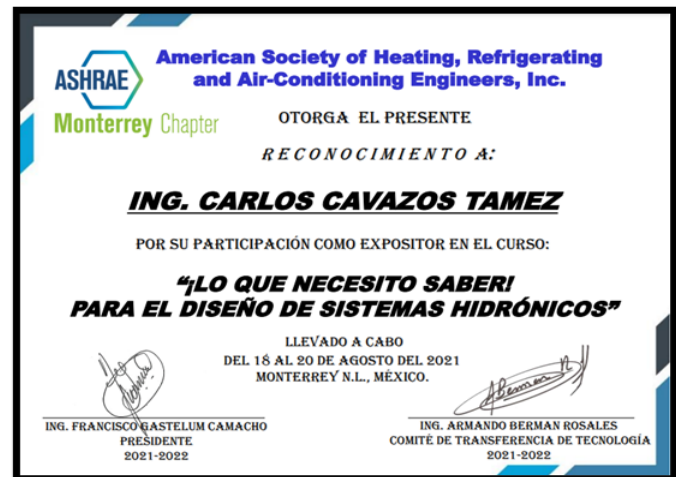 American Society of Heating, Refrigerating
and Air-Conditioning Engineers, Inc.
ASHRAE
Monterrey Chapter
OTORGA EL PRESENTE
RECONOCIMIENTO A:
ING. CARLOS CAVAZOS TAMEZ
POR SU PARTICIPACIÓN COMO EXPOSITOR EN EL CURSO:
“¡LO QUE NECESITO SABER!
PARA EL DISEÑO DE SISTEMAS HIDRÓNICOS”
LLEVADO A CABO
DEL 18 AL 20 DE AGOSTO DEL 2021
MONTERREY N.L., MÉXICO.
ING. FRANCISCO GASTELUM CAMACHO
PRESIDENTE
2021-2022
ING. ARMANDO BERMAN ROSALES
COMITÉ DE TRANSFERENCIA DE TECNOLOGÍA
2021-2022